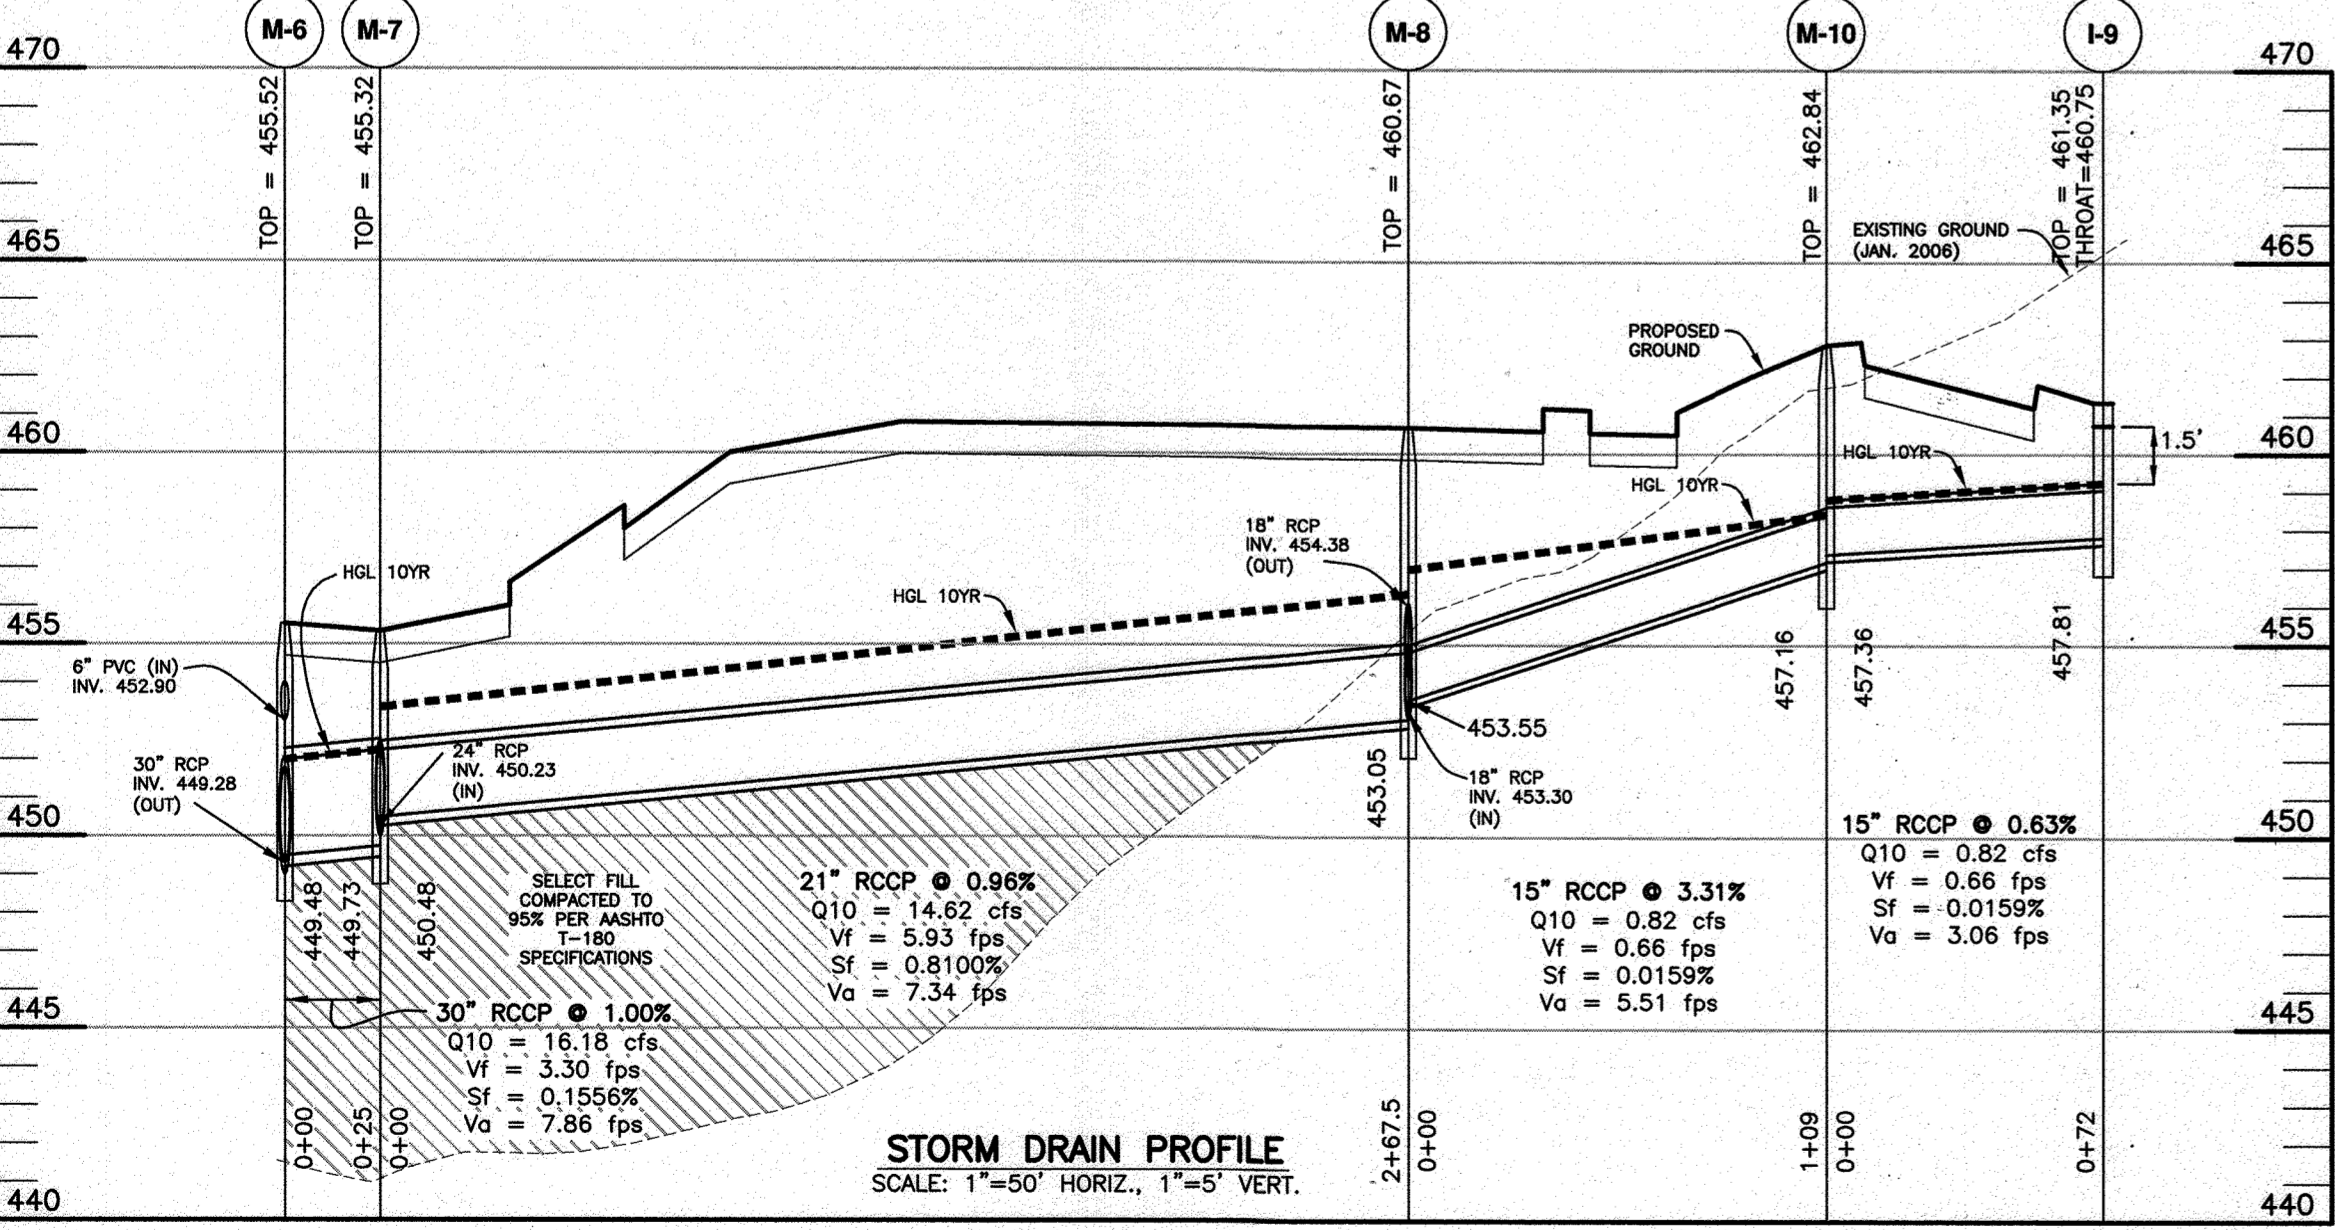 M-6
M-7
M-8
M-10
I-9
470
470
TOP = 455.52
TOP = 455.32
TOP = 460.67
TOP = 462.84
TOP = 461.35
THROAT=460.75
465
465
EXISTING GROUND
(JAN. 2006)
PROPOSED
GROUND
460
460
HGL 10YR
1.5'
HGL 10YR
18" RCP
INV. 454.38
(OUT)
HGL 10YR
HGL 10YR
455
455
6" PVC (IN)
INV. 452.90
30" RCP
INV. 449.28
(OUT)
24" RCP
INV. 450.23
(IN)
453.55
18" RCP
INV. 453.30
(IN)
453.05
457.16
457.36
457.81
450
450
449.48
449.73
450.48
SELECT FILL
COMPACTED TO
95% PER AASHTO
T-180
SPECIFICATIONS
21" RCCP @ 0.96%
Q10 = 14.62 cfs
Vf = 5.93 fps
Sf = 0.8100%
Va = 7.34 fps
15" RCCP @ 3.31%
Q10 = 0.82 cfs
Vf = 0.66 fps
Sf = 0.0159%
Va = 5.51 fps
15" RCCP @ 0.63%
Q10 = 0.82 cfs
Vf = 0.66 fps
Sf = 0.0159%
Va = 3.06 fps
445
445
30" RCCP @ 1.00%
Q10 = 16.18 cfs
Vf = 3.30 fps
Sf = 0.1556%
Va = 7.86 fps
0+00
0+25
0+00
2+67.5
0+00
1+09
0+00
0+72
STORM DRAIN PROFILE
SCALE: 1"=50' HORIZ., 1"=5' VERT.
440
440